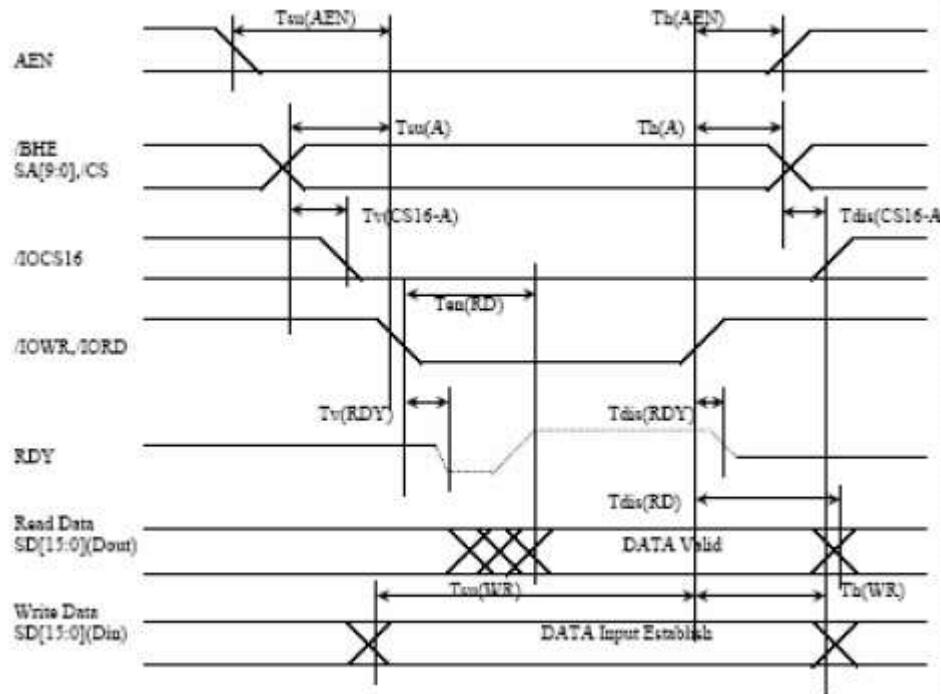 Tsu(AEN)
Th(AEN)
AEN
Tsu(A)
Th(A)
/BHE
SA[9:0],/CS
Tv(CS16-A)
Tdis(CS16-A
/IOCS16
Ten(RD)
/IOWR,/IORD
Tv(RDY)
Tdis(RDY)
RDY
Tdis(RD)
Read Data
SD[15:0](Dout)
DATA Valid
Tsu(WR)
Th(WR)
Write Data
SD[15:0](Din)
DATA Input Establish